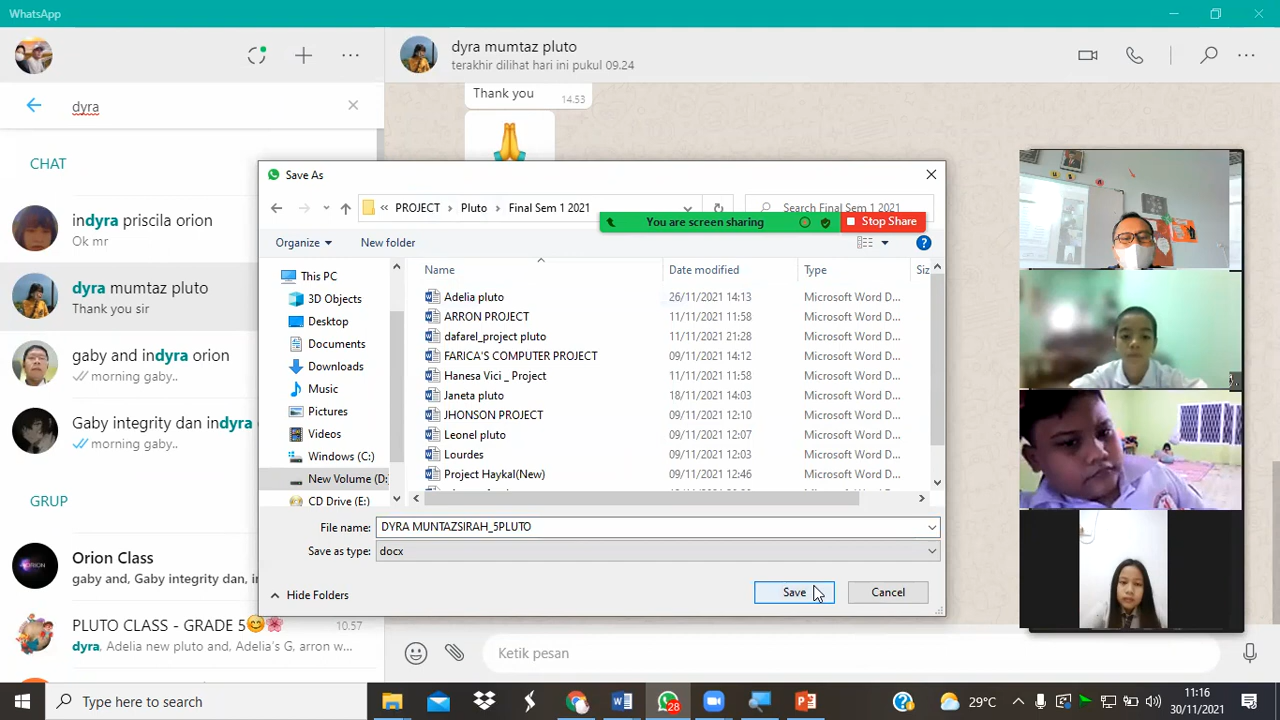 WhatsApp
dyra
CHAT
indyra priscila orion
Ok mr
dyra mumtaz pluto
Thank you sir
gaby and indyra orion
morning gaby..
Gaby integrity dan indyra
morning gaby..
GRUP
Orion Class
gaby and, Gaby integrity dan, in
PLUTO CLASS - GRADE 5😊🌸
10.57
dyra, Adelia new pluto and, Adelia's G, arron w...
dyra mumtaz pluto
terakhir dilihat hari ini pukul 09.24
Thank you
14.53
🙏
Save As
« PROJECT > Pluto > Final Sem 1 2021
Search Final Sem 1 2021
You are screen sharing
Stop Share
Organize
New folder
This PC
3D Objects
Desktop
Documents
Downloads
Music
Pictures
Videos
Windows (C:)
New Volume (D:
CD Drive (E:)
Name Date modified Type Siz
Adelia pluto 26/11/2021 14:13 Microsoft Word D...
ARRON PROJECT 11/11/2021 11:58 Microsoft Word D...
dafarel_project pluto 11/11/2021 21:28 Microsoft Word D...
FARICA'S COMPUTER PROJECT 09/11/2021 14:12 Microsoft Word D...
Hanesa Vici _ Project 11/11/2021 11:58 Microsoft Word D...
Janeta pluto 18/11/2021 14:03 Microsoft Word D...
JHONSON PROJECT 09/11/2021 12:10 Microsoft Word D...
Leonel pluto 09/11/2021 12:07 Microsoft Word D...
Lourdes 09/11/2021 12:03 Microsoft Word D...
Project Haykal(New) 09/11/2021 12:46 Microsoft Word D...
File name: DYRA MUNTAZSIRAH_5PLUTO
Save as type: docx
Hide Folders
Save
Cancel
Ketik pesan
Type here to search
28
29°C
11:16
30/11/2021